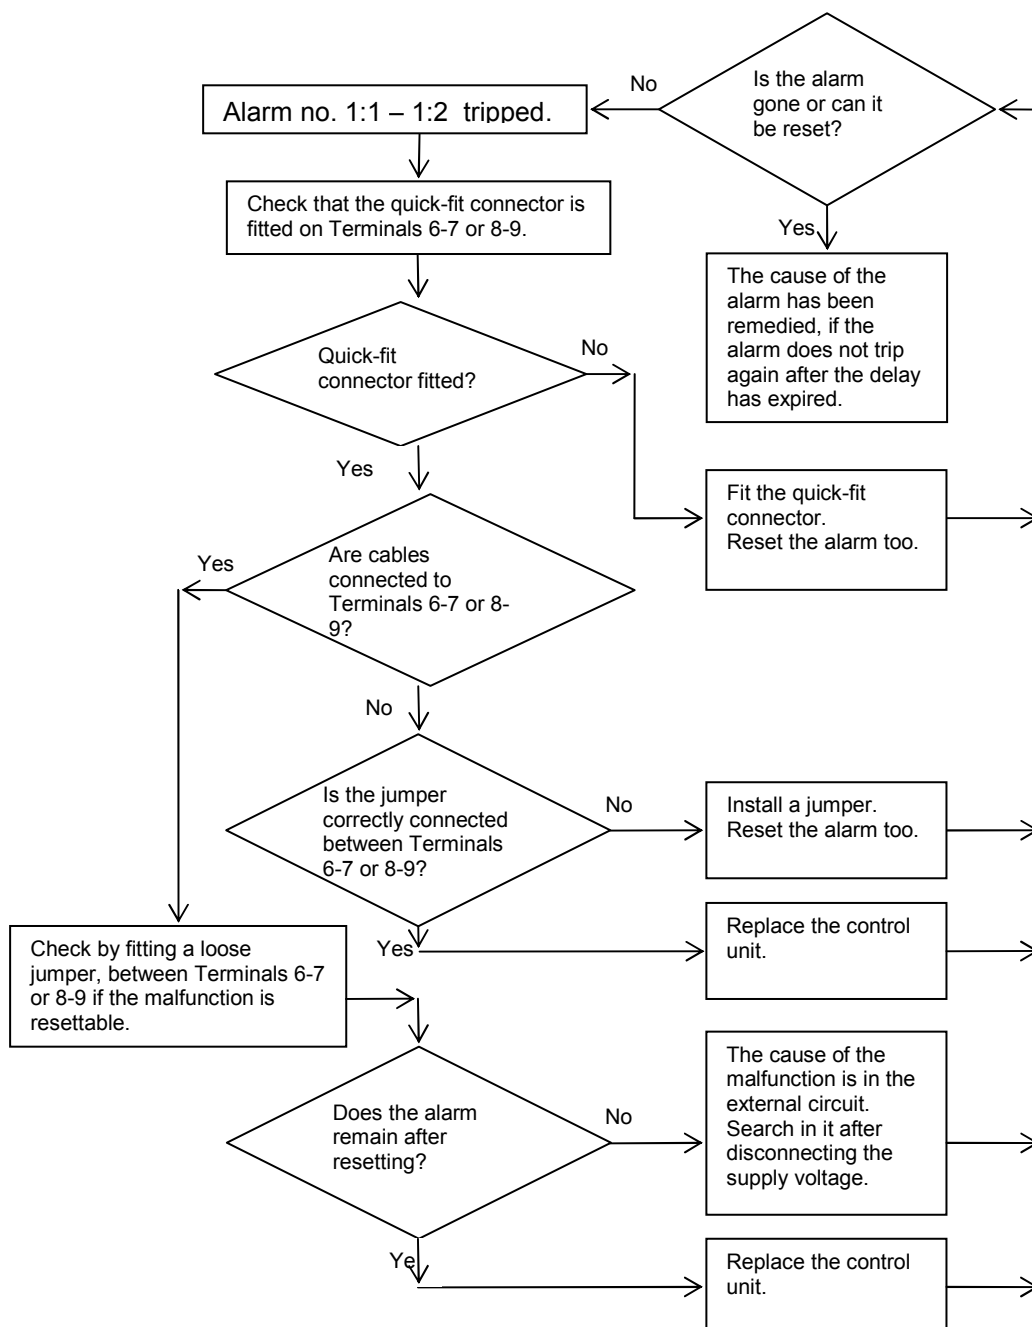 No
Is the alarm
gone or can it
be reset?
Alarm no. 1:1 – 1:2 tripped.
Check that the quick-fit connector is
fitted on Terminals 6-7 or 8-9.
Yes
The cause of the
alarm has been
remedied, if the
alarm does not trip
again after the delay
has expired.
Quick-fit
connector fitted?
No
Yes
Fit the quick-fit
connector.
Reset the alarm too.
Yes
Are cables
connected to
Terminals 6-7 or 8-
9?
No
Is the jumper
correctly connected
between Terminals
6-7 or 8-9?
No
Install a jumper.
Reset the alarm too.
Yes
Replace the control
unit.
Check by fitting a loose
jumper, between Terminals 6-7
or 8-9 if the malfunction is
resettable.
Does the alarm
remain after
resetting?
No
The cause of the
malfunction is in the
external circuit.
Search in it after
disconnecting the
supply voltage.
Ye
Replace the control
unit.